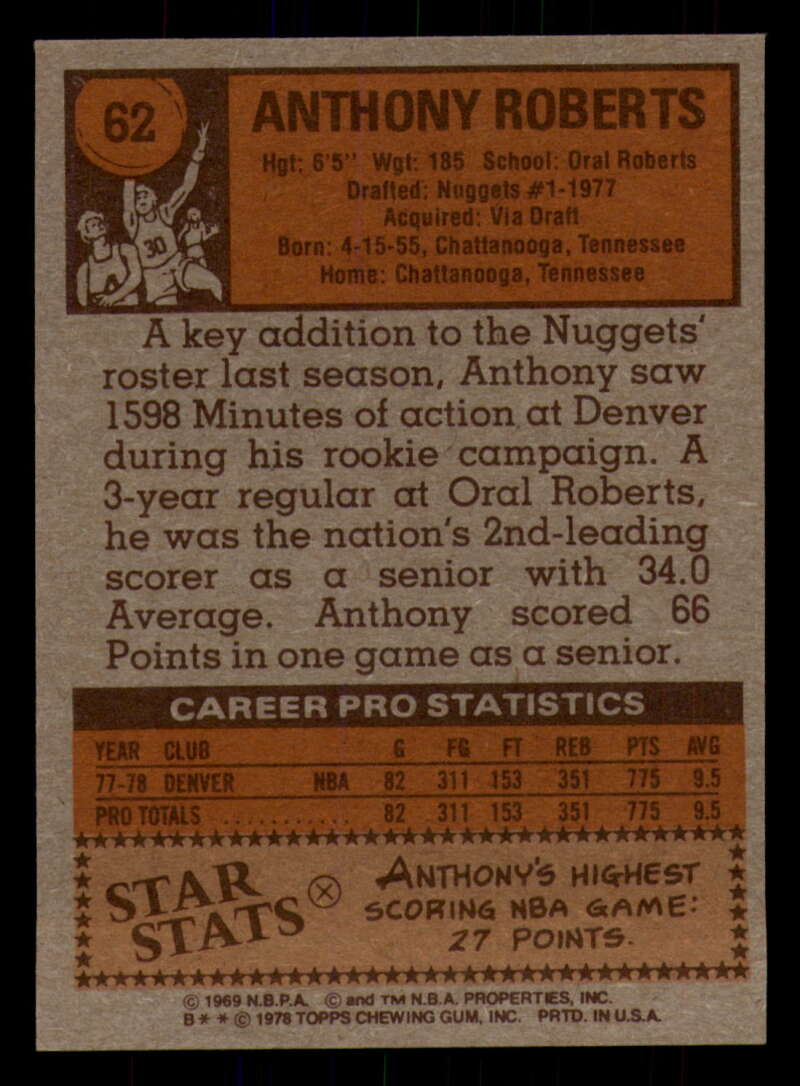 62
ANTHONY ROBERTS
Hgt: 6'5" Wgt: 185 School: Oral Roberts
Drafted: Nuggets #1-1977
Acquired: Via Draft
Born: 4-15-55, Chattanooga, Tennessee
Home: Chattanooga, Tennessee
30
A key addition to the Nuggets'
roster last season, Anthony saw
1598 Minutes of action at Denver
during his rookie campaign. A
3-year regular at Oral Roberts,
he was the nation's 2nd-leading
scorer as a senior with 34.0
Average. Anthony scored 66
Points in one game as a senior.
CAREER PRO STATISTICS
YEAR CLUB G FG FT REB PTS AVG
77-78 DENVER NBA 82 311 153 351 775 9.5
PRO TOTALS ........... 82 311 153 351 775 9.5
STAR STATS
ANTHONY'S HIGHEST
SCORING NBA GAME:
27 POINTS.
© 1969 N.B.P.A. © and TM N.B.A. PROPERTIES, INC.
B* * © 1978 TOPPS CHEWING GUM, INC. PRTD. IN U.S.A.